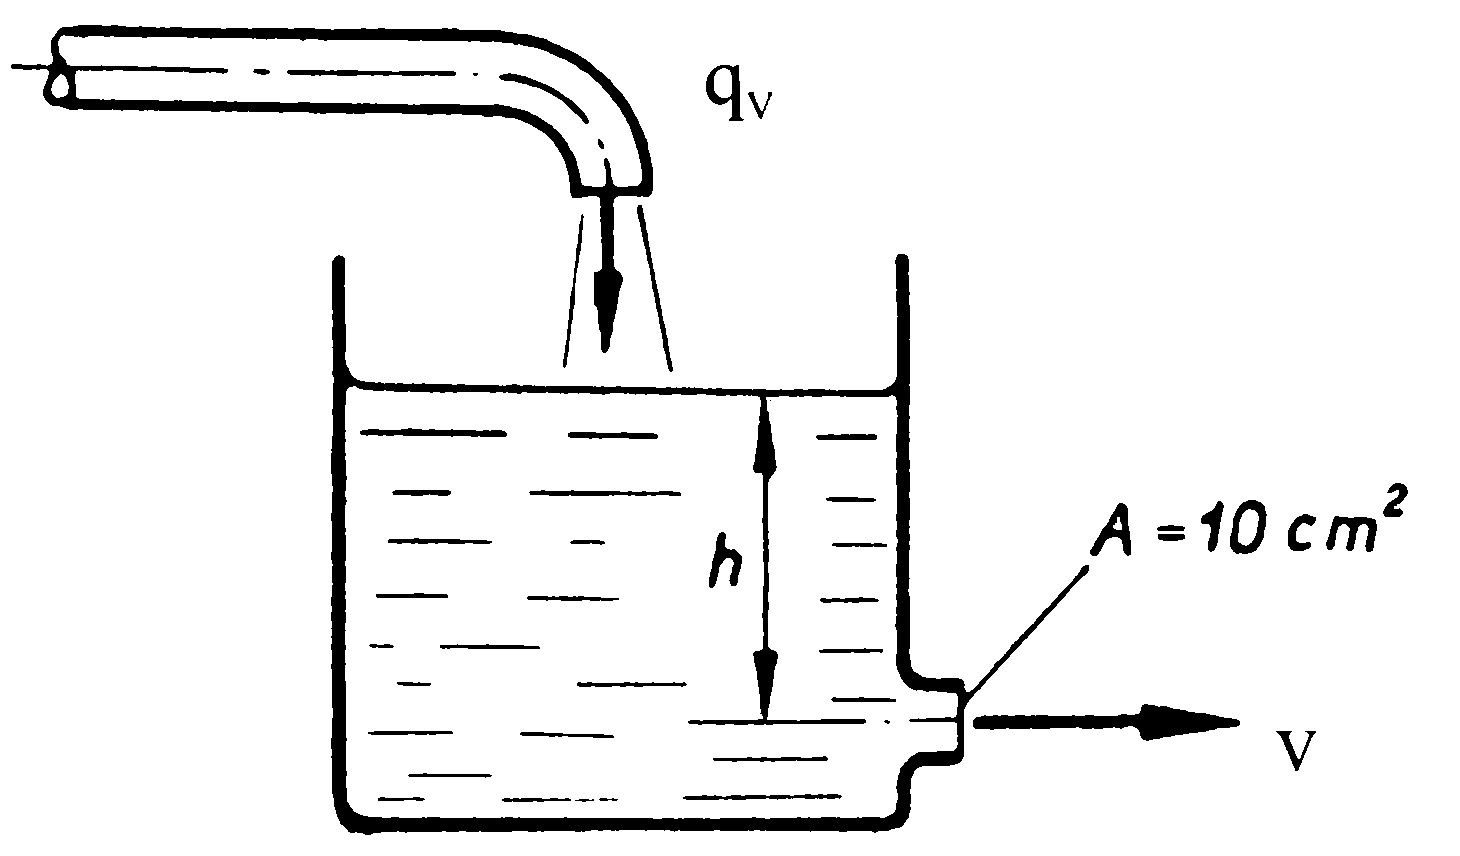 qv
h
A = 10 cm²
v